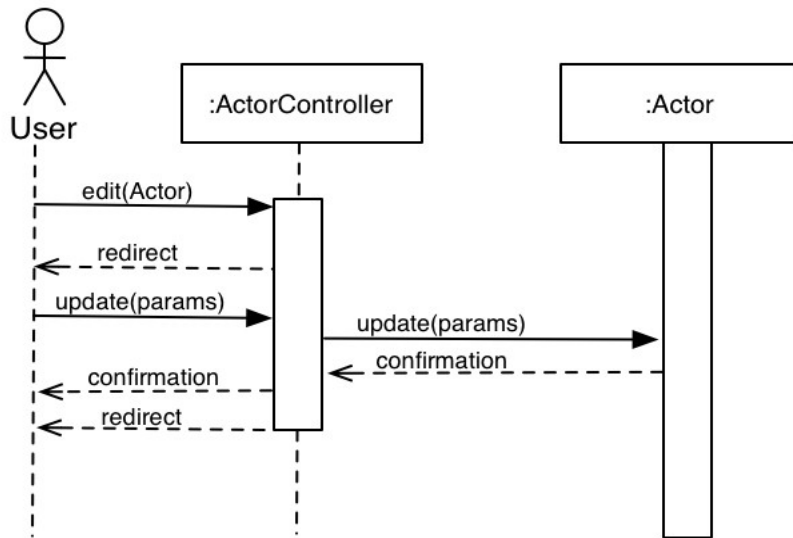 User
:ActorController
:Actor
edit(Actor)
redirect
update(params)
update(params)
confirmation
confirmation
redirect